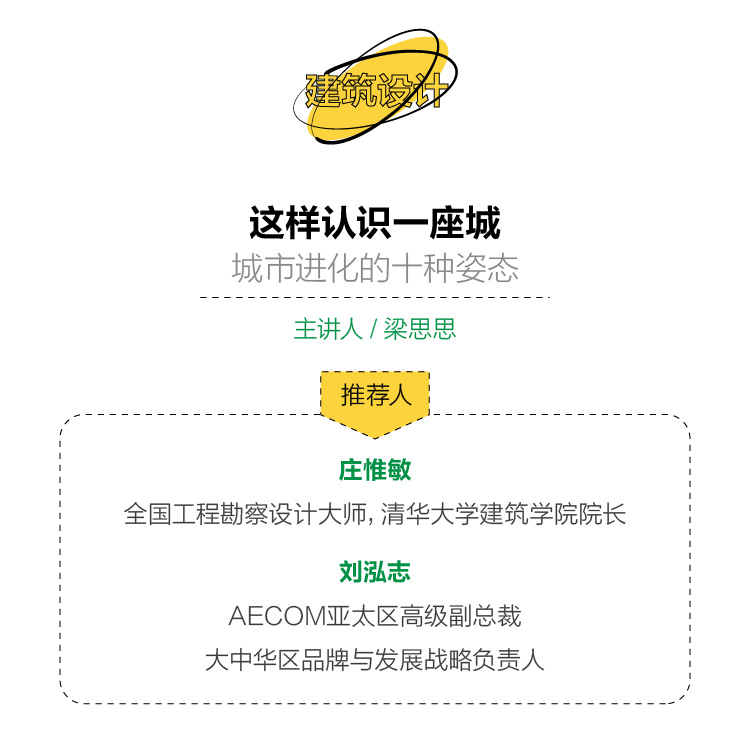 建筑设计
这样认识一座城
城市进化的十种姿态
主讲人 / 梁思思
推荐人
庄惟敏
全国工程勘察设计大师, 清华大学建筑学院院长
刘泓志
AECOM亚太区高级副总裁
大中华区品牌与发展战略负责人